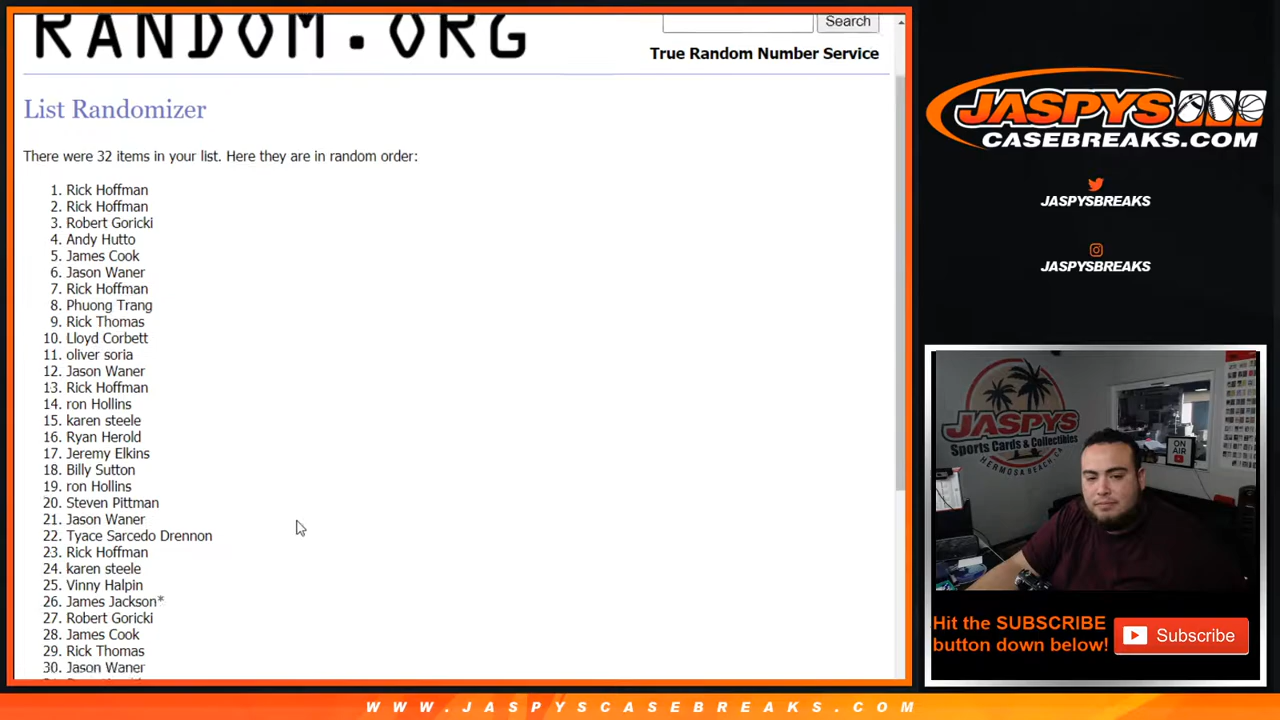 RANDOM.ORG
Search
True Random Number Service
List Randomizer
There were 32 items in your list. Here they are in random order:
1. Rick Hoffman
2. Rick Hoffman
3. Robert Goricki
4. Andy Hutto
5. James Cook
6. Jason Waner
7. Rick Hoffman
8. Phuong Trang
9. Rick Thomas
10. Lloyd Corbett
11. oliver soria
12. Jason Waner
13. Rick Hoffman
14. ron Hollins
15. karen steele
16. Ryan Herold
17. Jeremy Elkins
18. Billy Sutton
19. ron Hollins
20. Steven Pittman
21. Jason Waner
22. Tyace Sarcedo Drennon
23. Rick Hoffman
24. karen steele
25. Vinny Halpin
26. James Jackson*
27. Robert Goricki
28. James Cook
29. Rick Thomas
30. Jason Waner
JASPYS
CASEBREAKS.COM
JASPYSBREAKS
JASPYSBREAKS
JASPYS
Sports Cards & Collectibles
HERMOSA BEACH, CA
ON
AIR
Hit the SUBSCRIBE
button down below!
Subscribe
WWW.JASPYSCASEBREAKS.COM